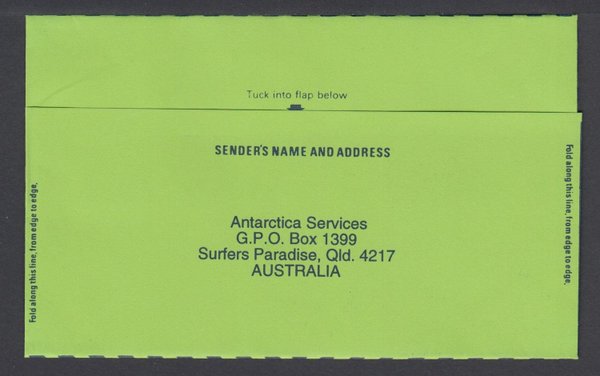 Tuck into flap below
SENDER'S NAME AND ADDRESS
Antarctica Services
G.P.O. Box 1399
Surfers Paradise, Qld. 4217
AUSTRALIA
Fold along this line, from edge to edge.
Fold along this line, from edge to edge.